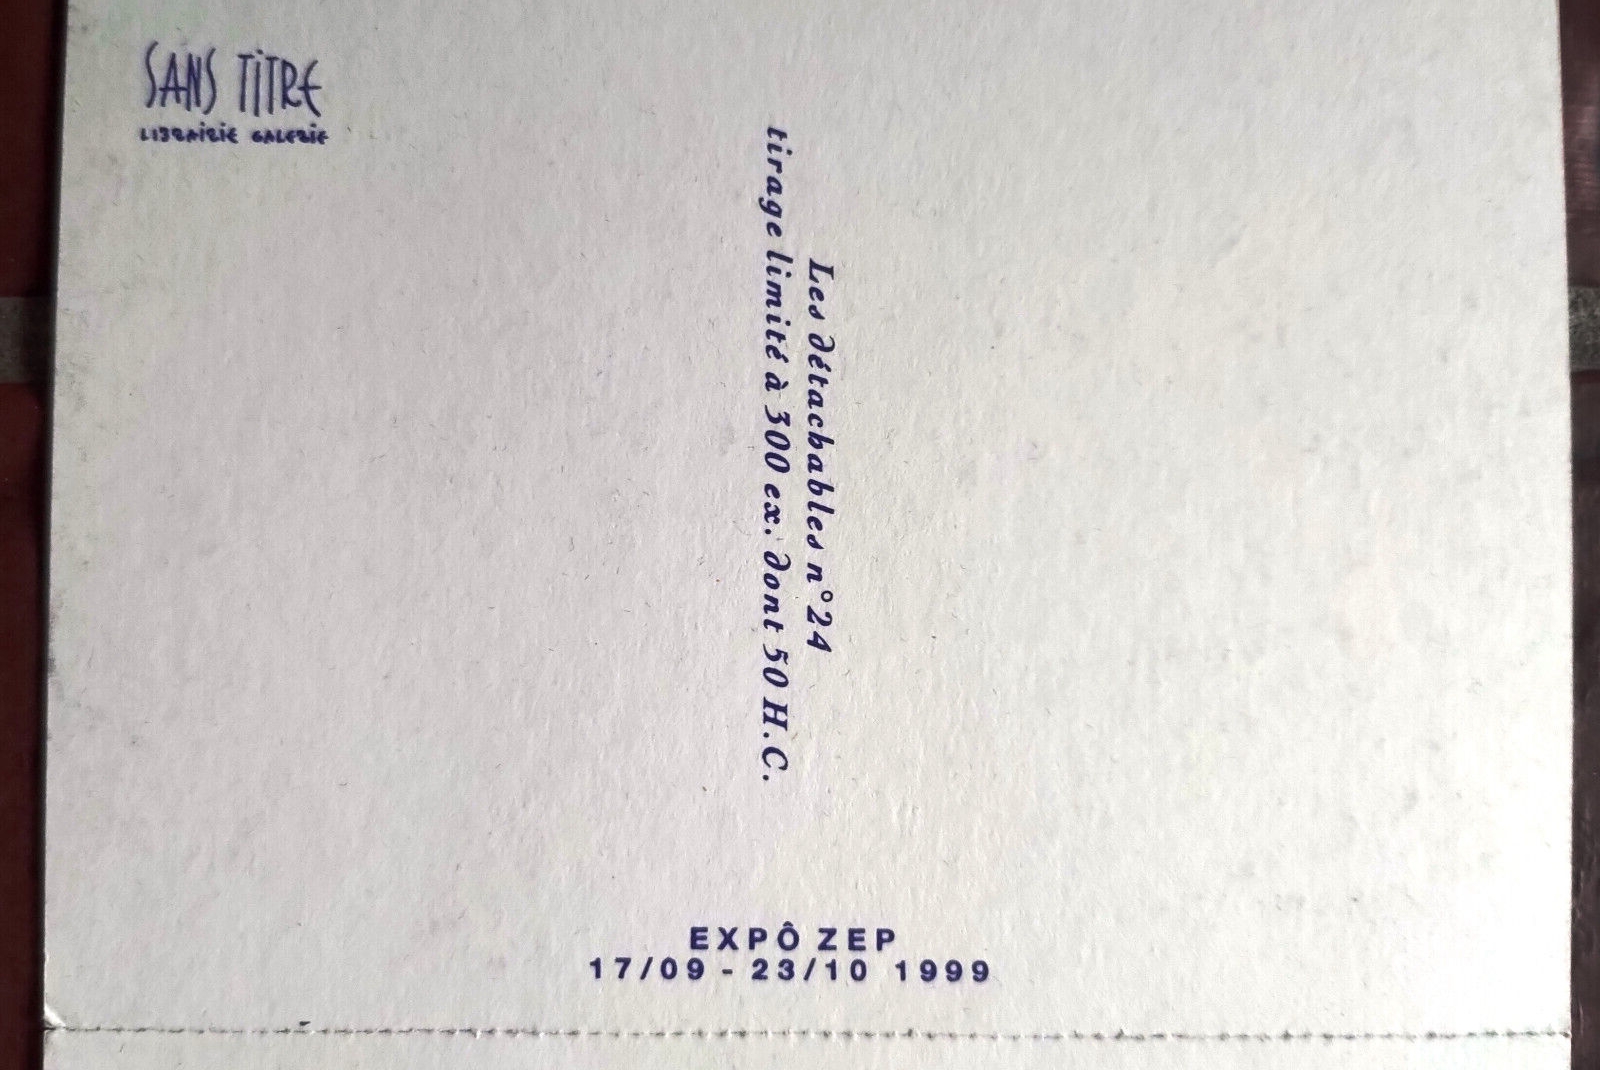 SANS TiTRE
LIBRAIRIE GALERIE
Les détachables n°24
tirage limité à 300 ex. dont 50 H.C.
EXPÔ ZEP
17/09 - 23/10 1999